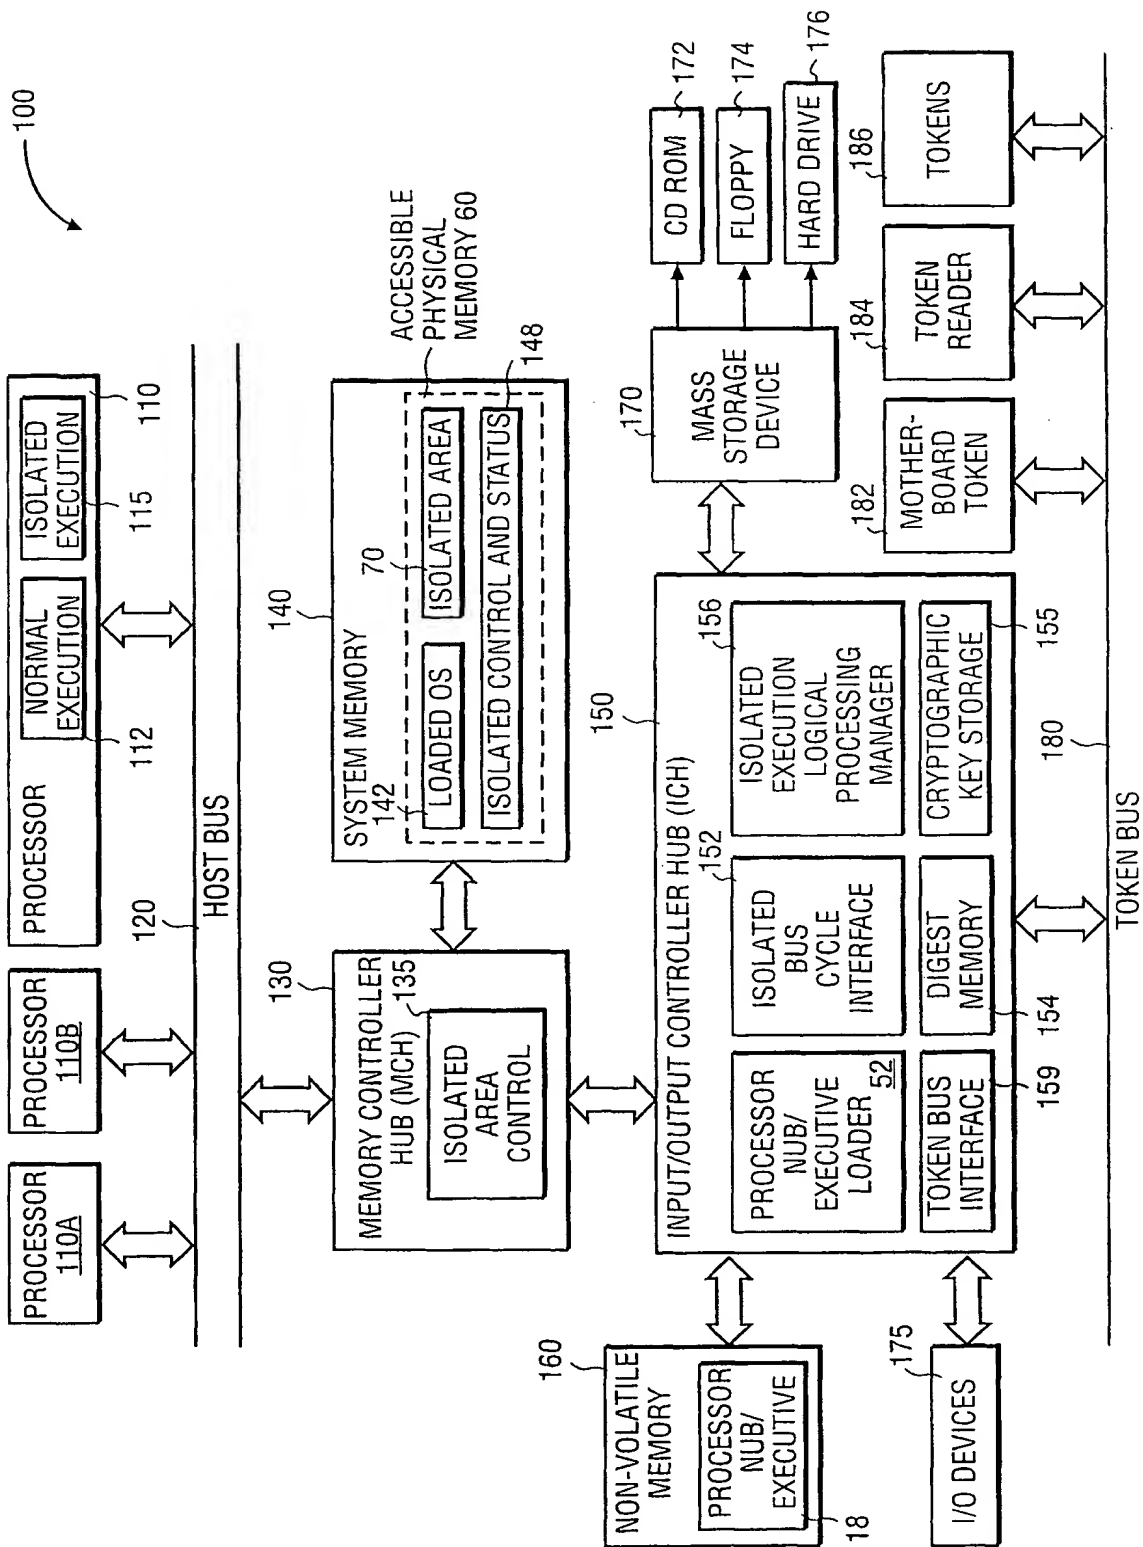 100
PROCESSOR
110A
PROCESSOR
110B
PROCESSOR
NORMAL
EXECUTION
112
ISOLATED
EXECUTION
115
110
120
HOST BUS
130
MEMORY CONTROLLER
HUB (MCH)
135
ISOLATED
AREA
CONTROL
140
SYSTEM MEMORY
142
LOADED OS
70
ISOLATED AREA
ISOLATED CONTROL AND STATUS
148
ACCESSIBLE
PHYSICAL
MEMORY 60
160
NON-VOLATILE
MEMORY
PROCESSOR
NUB/
EXECUTIVE
18
150
INPUT/OUTPUT CONTROLLER HUB (ICH)
PROCESSOR
NUB/
EXECUTIVE
LOADER
52
152
ISOLATED
BUS
CYCLE
INTERFACE
156
ISOLATED
EXECUTION
LOGICAL
PROCESSING
MANAGER
TOKEN BUS
INTERFACE
159
DIGEST
MEMORY
154
CRYPTOGRAPHIC
KEY STORAGE
155
170
MASS
STORAGE
DEVICE
CD ROM
172
FLOPPY
174
HARD DRIVE
176
175
I/O DEVICES
182
MOTHER-
BOARD
TOKEN
184
TOKEN
READER
186
TOKENS
180
TOKEN BUS